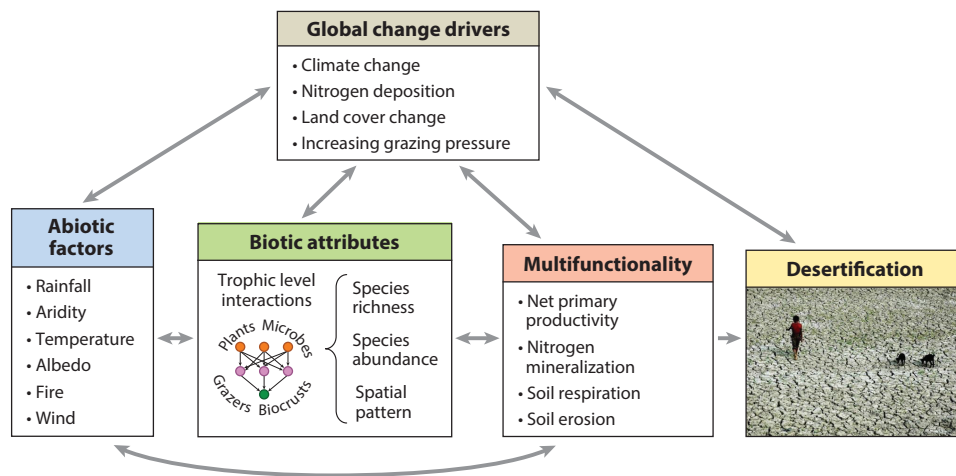 Global change drivers
• Climate change
• Nitrogen deposition
• Land cover change
• Increasing grazing pressure
Abiotic
factors
• Rainfall
• Aridity
• Temperature
• Albedo
• Fire
• Wind
Biotic attributes
Trophic level
interactions
Plants Microbes
Grazers Biocrusts
Species
richness
Species
abundance
Spatial
pattern
Multifunctionality
• Net primary
productivity
• Nitrogen
mineralization
• Soil respiration
• Soil erosion
Desertification